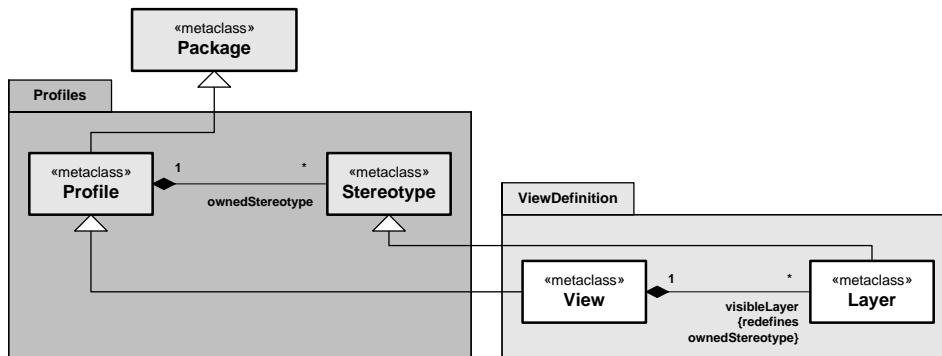 «metaclass»
Package
Profiles
«metaclass»
Profile
1
*
ownedStereotype
«metaclass»
Stereotype
ViewDefinition
«metaclass»
View
1
*
visibleLayer
{redefines
ownedStereotype}
«metaclass»
Layer